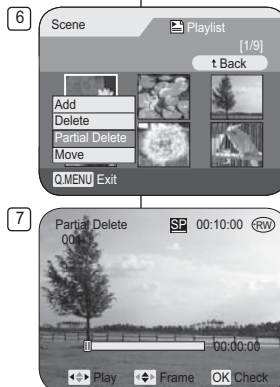 6
Scene Playlist
[1/9]
Back
Add
Delete
Partial Delete
Move
Q.MENU Exit
7
Partial Delete SP 00:10:00 RW
001
00:00:00
Play Frame OK Check